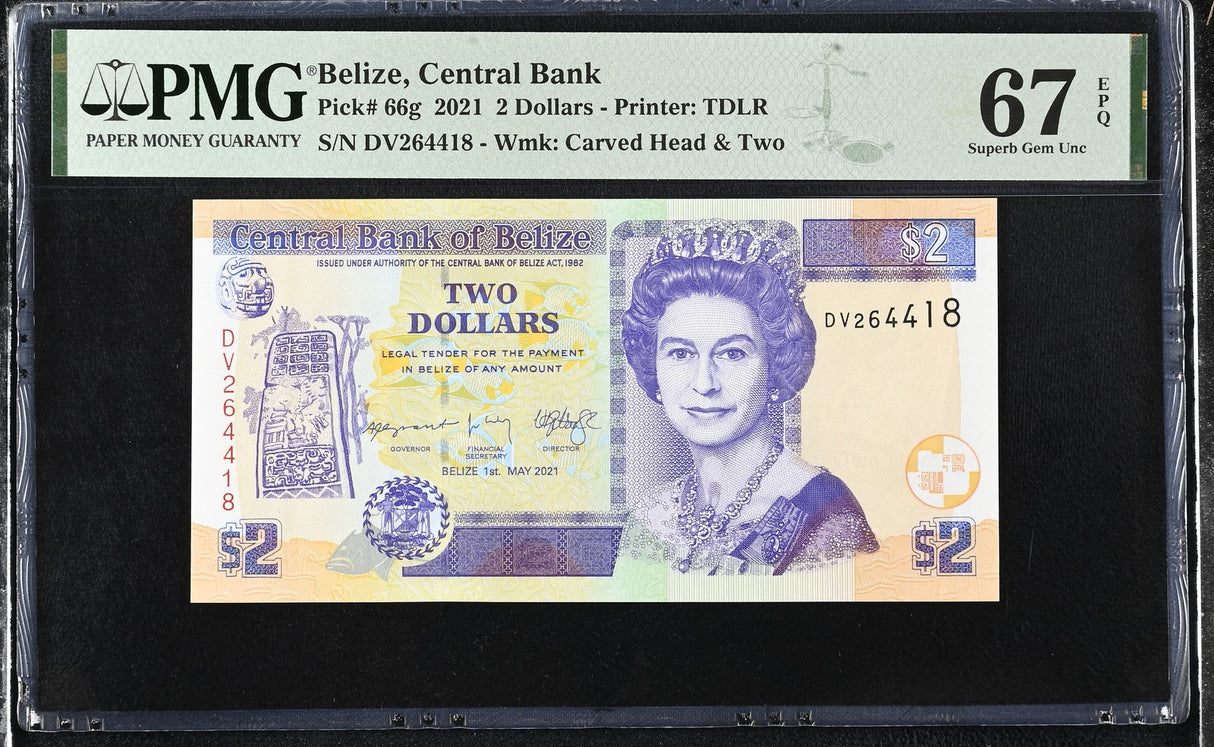 PMG®
PAPER MONEY GUARANTY
Belize, Central Bank
Pick# 66g 2021 2 Dollars - Printer: TDLR
S/N DV264418 - Wmk: Carved Head & Two
67
EPQ
Superb Gem Unc
Central Bank of Belize
$2
ISSUED UNDER AUTHORITY OF THE CENTRAL BANK OF BELIZE ACT, 1982
TWO
DOLLARS
DV264418
LEGAL TENDER FOR THE PAYMENT
IN BELIZE OF ANY AMOUNT
DV264418
GOVERNOR
FINANCIAL
SECRETARY
DIRECTOR
BELIZE 1st. MAY 2021
$2
$2